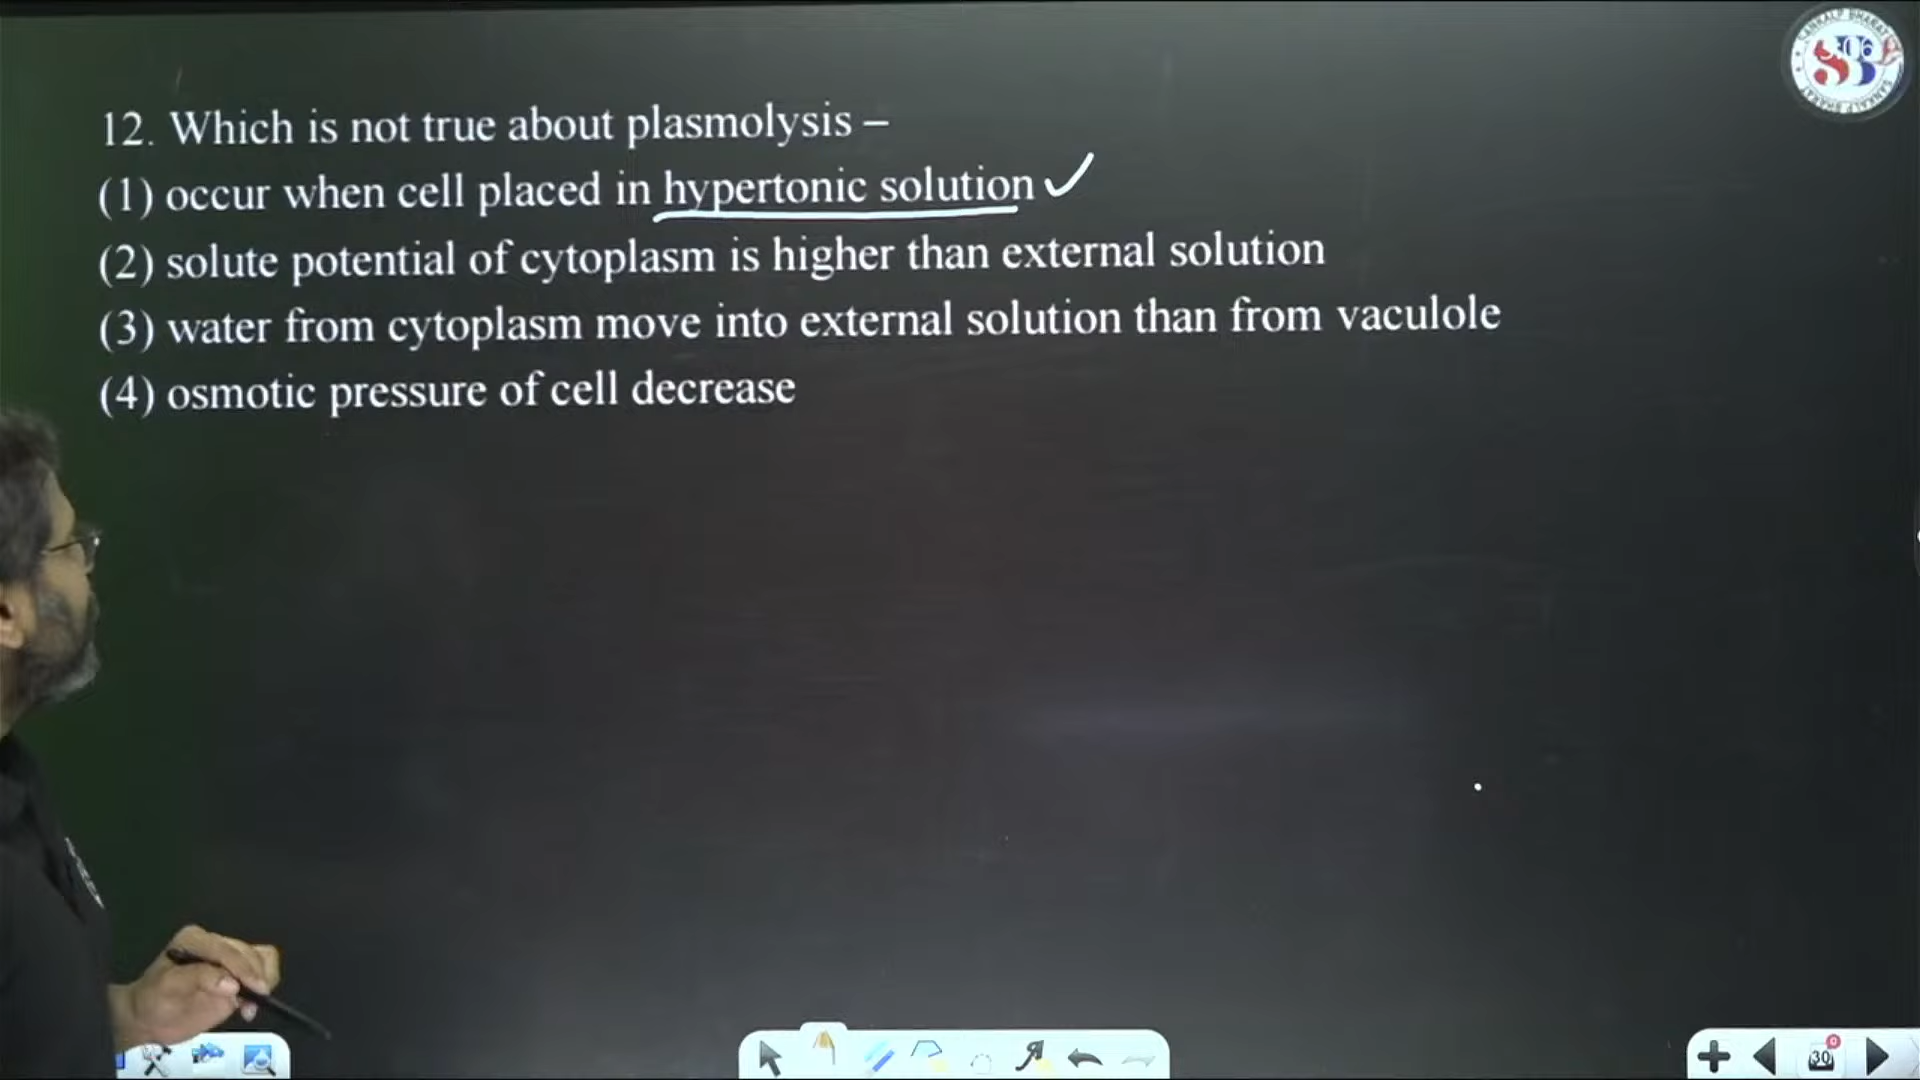 12. Which is not true about plasmolysis –
(1) occur when cell placed in hypertonic solution
(2) solute potential of cytoplasm is higher than external solution
(3) water from cytoplasm move into external solution than from vaculole
(4) osmotic pressure of cell decrease
30
0